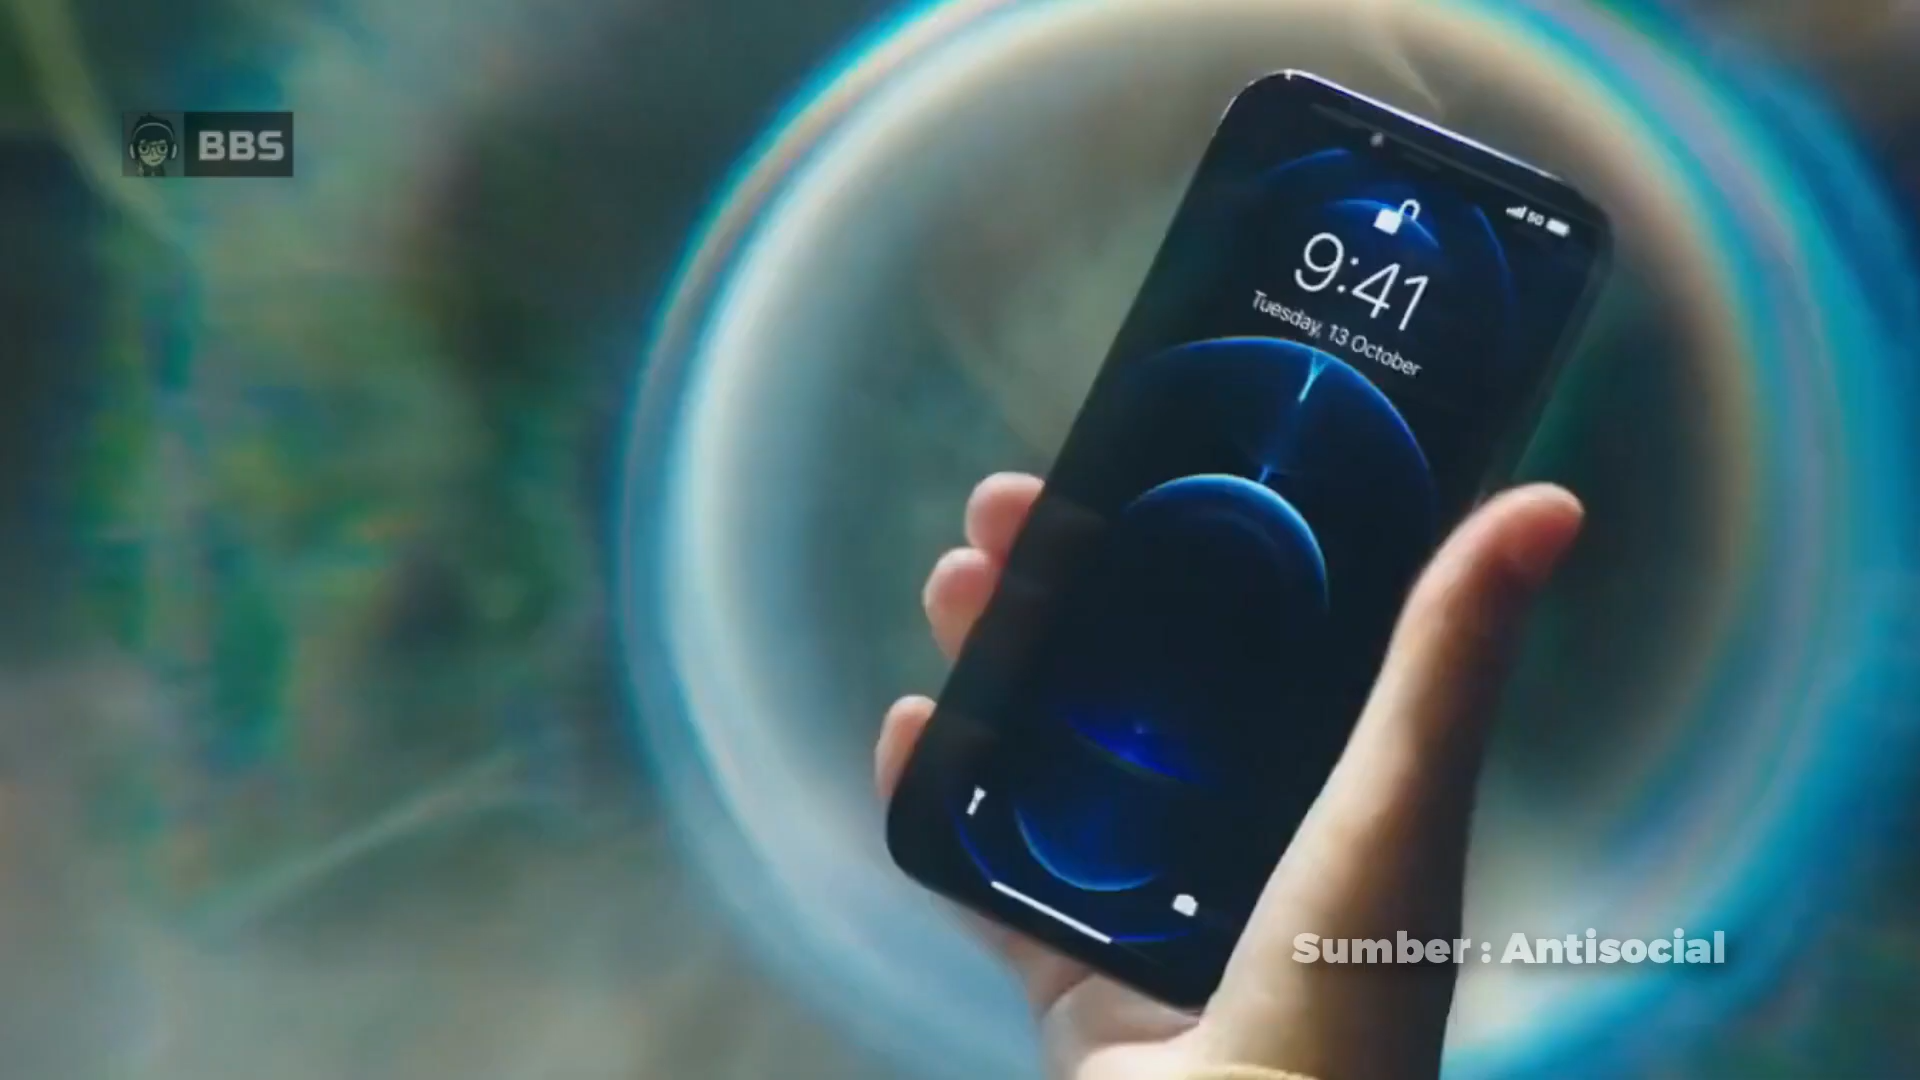 BBS
5G
9:41
Tuesday, 13 October
Sumber : Antisocial